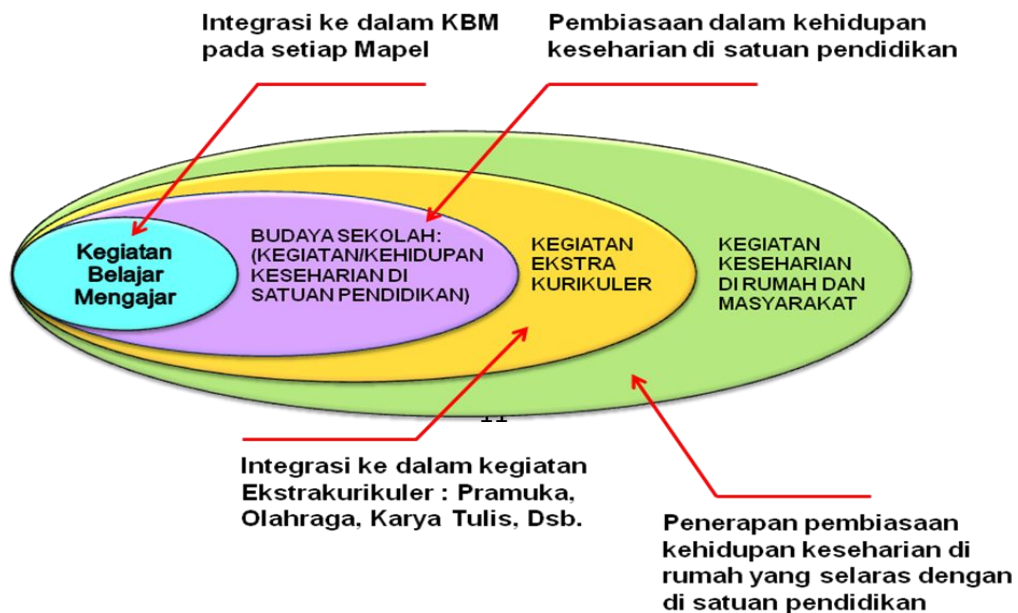 Integrasi ke dalam KBM
pada setiap Mapel
Pembiasaan dalam kehidupan
keseharian di satuan pendidikan
Kegiatan
Belajar
Mengajar
BUDAYA SEKOLAH:
(KEGIATAN/KEHIDUPAN
KESEHARIAN DI
SATUAN PENDIDIKAN)
KEGIATAN
EKSTRA
KURIKULER
KEGIATAN
KESEHARIAN
DI RUMAH DAN
MASYARAKAT
Integrasi ke dalam kegiatan
Ekstrakurikuler : Pramuka,
Olahraga, Karya Tulis, Dsb.
Penerapan pembiasaan
kehidupan keseharian di
rumah yang selaras dengan
di satuan pendidikan